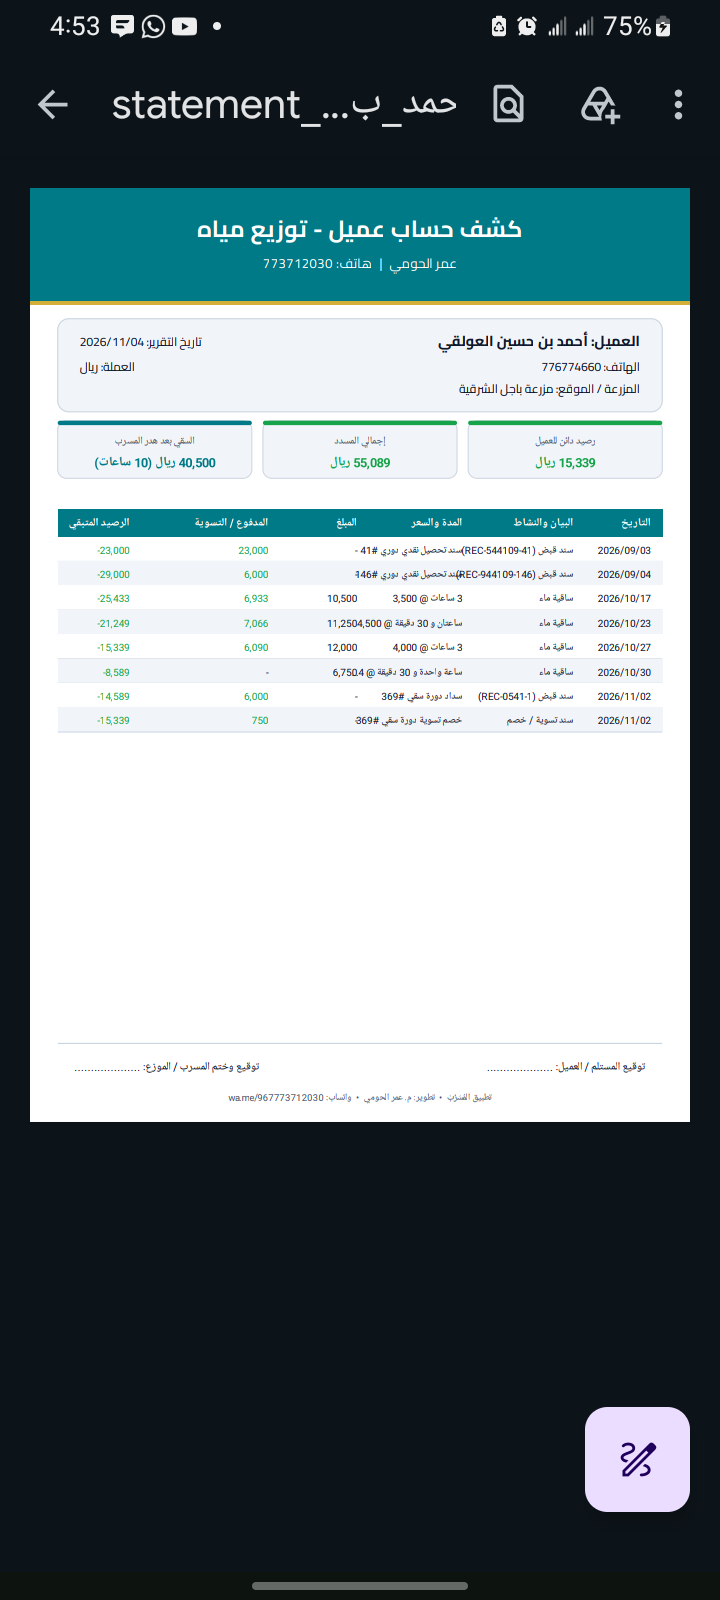 4:53 75%
statement_...حمد_ب
كشف حساب عميل - توزيع مياه
عمر الحومي | هاتف: 773712030
العميل: أحمد بن حسين العولقي
تاريخ التقرير: 2026/11/04
الهاتف: 776774660
العملة: ريال
المزرعة / الموقع: مزرعة باجل الشرقية
رصيد دائن للعميل
إجمالي المسدد
السقي بعد هدر المسرب
15,339 ريال
55,089 ريال
40,500 ريال (10 ساعات)
التاريخ البيان والنشاط المدة والسعر المبلغ المدفوع / التسوية الرصيد المتبقي
2026/09/03 سند قبض (REC-544109-41) سند تحصيل نقدي دوري #41 - 23,000 -23,000
2026/09/04 سند قبض (REC-944109-146) سند تحصيل نقدي دوري #146 - 6,000 -29,000
2026/10/17 ساقية ماء 3 ساعات @ 3,500 10,500 6,933 -25,433
2026/10/23 ساقية ماء ساعتان و 30 دقيقة @ 4,500 11,250 7,066 -21,249
2026/10/27 ساقية ماء 3 ساعات @ 4,000 12,000 6,090 -15,339
2026/10/30 ساقية ماء ساعة واحدة و 30 دقيقة @ 6,750 - -8,589
2026/11/02 سند قبض (REC-0541-1) سداد دورة سقي #369 - 6,000 -14,589
2026/11/02 سند تسوية / خصم خصم تسوية دورة سقي #369 - 750 -15,339
توقيع المستلم / العميل: ....................
توقيع وختم المسرب / الموزع: ....................
تطبيق المُسَرِّب • تطوير: م. عمر الحومي • واتساب: wa.me/967773712030